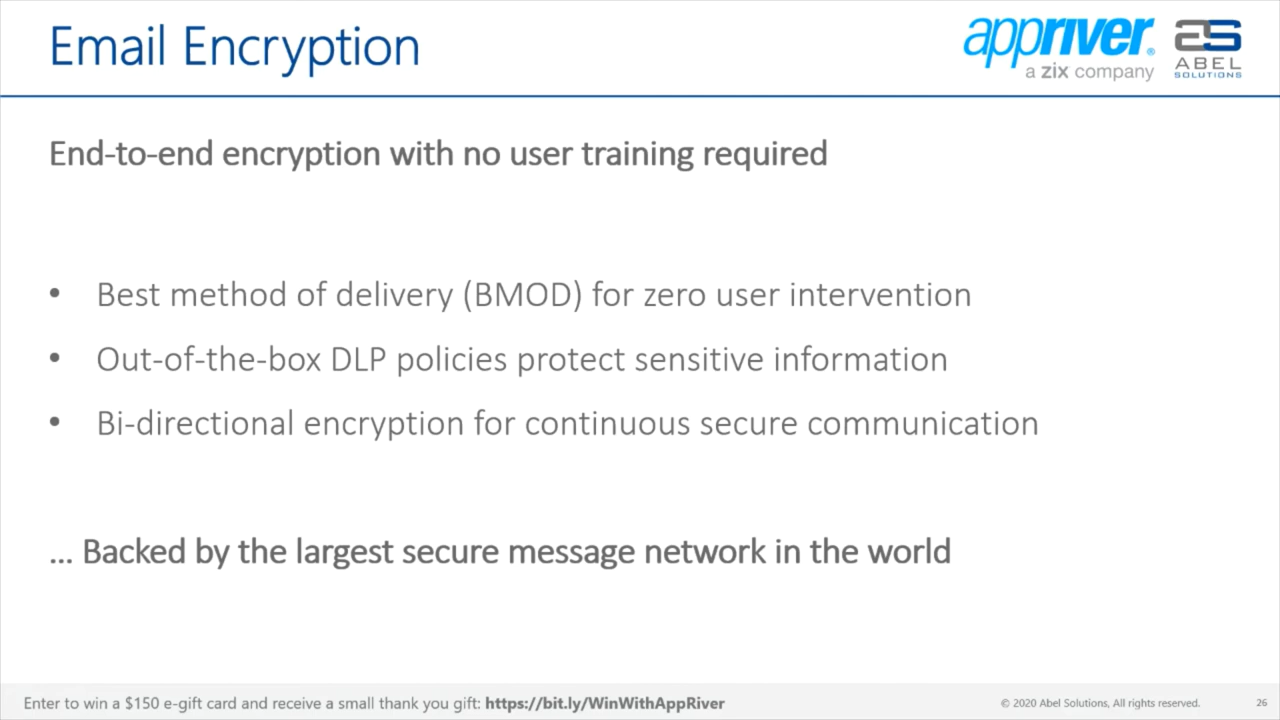 Email Encryption
appriver®
a zix company
ABEL
SOLUTIONS
End-to-end encryption with no user training required
• Best method of delivery (BMOD) for zero user intervention
• Out-of-the-box DLP policies protect sensitive information
• Bi-directional encryption for continuous secure communication
... Backed by the largest secure message network in the world
Enter to win a $150 e-gift card and receive a small thank you gift: https://bit.ly/WinWithAppRiver
© 2020 Abel Solutions, All rights reserved.
26